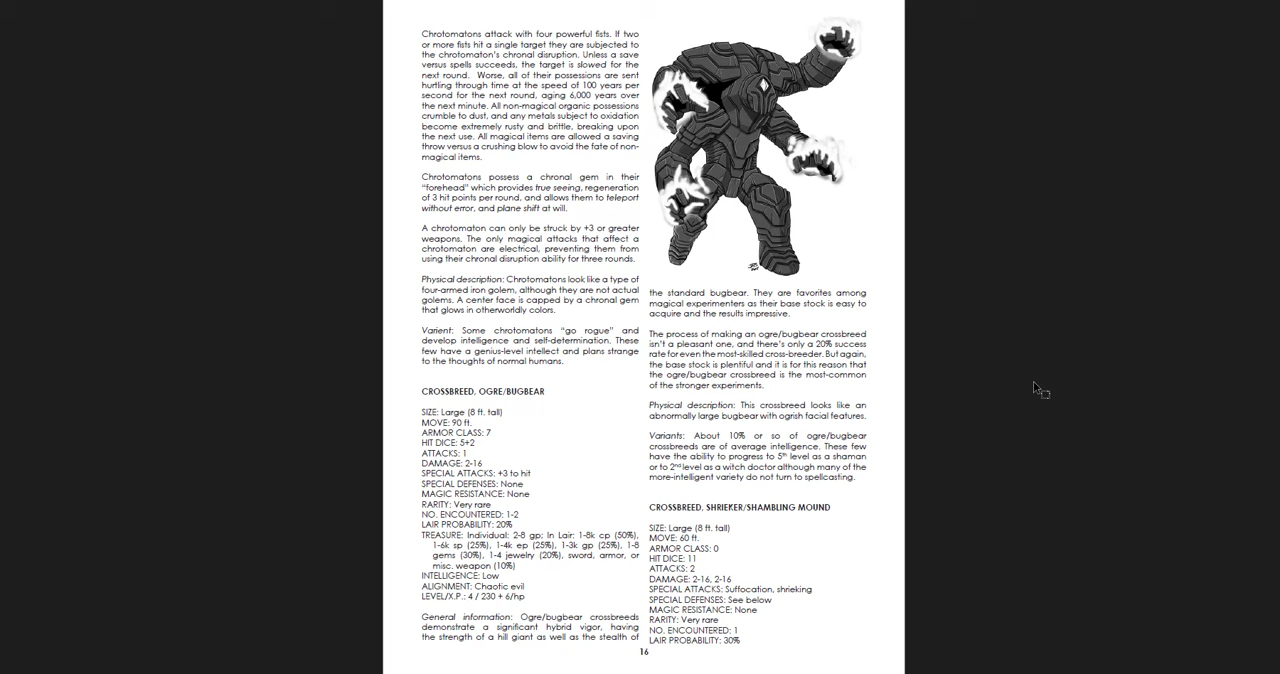 Chrotomatons attack with four powerful fists. If two
or more fists hit a single target they are subjected to
the chrotomaton's chronal disruption. Unless a save
versus spells succeeds, the target is slowed for the
next round. Worse, all of their possessions are sent
hurtling through time at the speed of 100 years per
second for the next round, aging 6,000 years over
the next minute. All non-magical organic possessions
crumble to dust, and any metals subject to oxidation
become extremely rusty and brittle, breaking upon
the next use. All magical items are allowed a saving
throw versus a crushing blow to avoid the fate of non-
magical items.
Chrotomatons possess a chronal gem in their
"forehead" which provides true seeing, regeneration
of 3 hit points per round, and allows them to teleport
without error, and plane shift at will.
A chrotomaton can only be struck by +3 or greater
weapons. The only magical attacks that affect a
chrotomaton are electrical, preventing them from
using their chronal disruption ability for three rounds.
Physical description: Chrotomatons look like a type of
four-armed iron golem, although they are not actual
golems. A center face is capped by a chronal gem
that glows in otherworldly colors.
Varient: Some chrotomatons "go rogue" and
develop intelligence and self-determination. These
few have a genius-level intellect and plans strange
to the thoughts of normal humans.
CROSSBREED, OGRE/BUGBEAR
SIZE: Large (8 ft. tall)
MOVE: 90 ft.
ARMOR CLASS: 7
HIT DICE: 5+2
ATTACKS: 1
DAMAGE: 2-16
SPECIAL ATTACKS: +3 to hit
SPECIAL DEFENSES: None
MAGIC RESISTANCE: None
RARITY: Very rare
NO. ENCOUNTERED: 1-2
LAIR PROBABILITY: 20%
TREASURE: Individual: 2-8 gp; In Lair: 1-8k cp (50%),
1-6k sp (25%), 1-4k ep (25%), 1-3k gp (25%), 1-8
gems (30%), 1-4 jewelry (20%), sword, armor, or
misc. weapon (10%)
INTELLIGENCE: Low
ALIGNMENT: Chaotic evil
LEVEL/X.P.: 4 / 230 + 6/hp
General information: Ogre/bugbear crossbreeds
demonstrate a significant hybrid vigor, having
the strength of a hill giant as well as the stealth of
the standard bugbear. They are favorites among
magical experimenters as their base stock is easy to
acquire and the results impressive.
The process of making an ogre/bugbear crossbreed
isn't a pleasant one, and there's only a 20% success
rate for even the most-skilled cross-breeder. But again,
the base stock is plentiful and it is for this reason that
the ogre/bugbear crossbreed is the most-common
of the stronger experiments.
Physical description: This crossbreed looks like an
abnormally large bugbear with ogrish facial features.
Variants: About 10% or so of ogre/bugbear
crossbreeds are of average intelligence. These few
have the ability to progress to 5th level as a shaman
or to 2nd level as a witch doctor although many of the
more-intelligent variety do not turn to spellcasting.
CROSSBREED, SHRIEKER/SHAMBLING MOUND
SIZE: Large (8 ft. tall)
MOVE: 60 ft.
ARMOR CLASS: 0
HIT DICE: 11
ATTACKS: 2
DAMAGE: 2-16, 2-16
SPECIAL ATTACKS: Suffocation, shrieking
SPECIAL DEFENSES: See below
MAGIC RESISTANCE: None
RARITY: Very rare
NO. ENCOUNTERED: 1
LAIR PROBABILITY: 30%
16